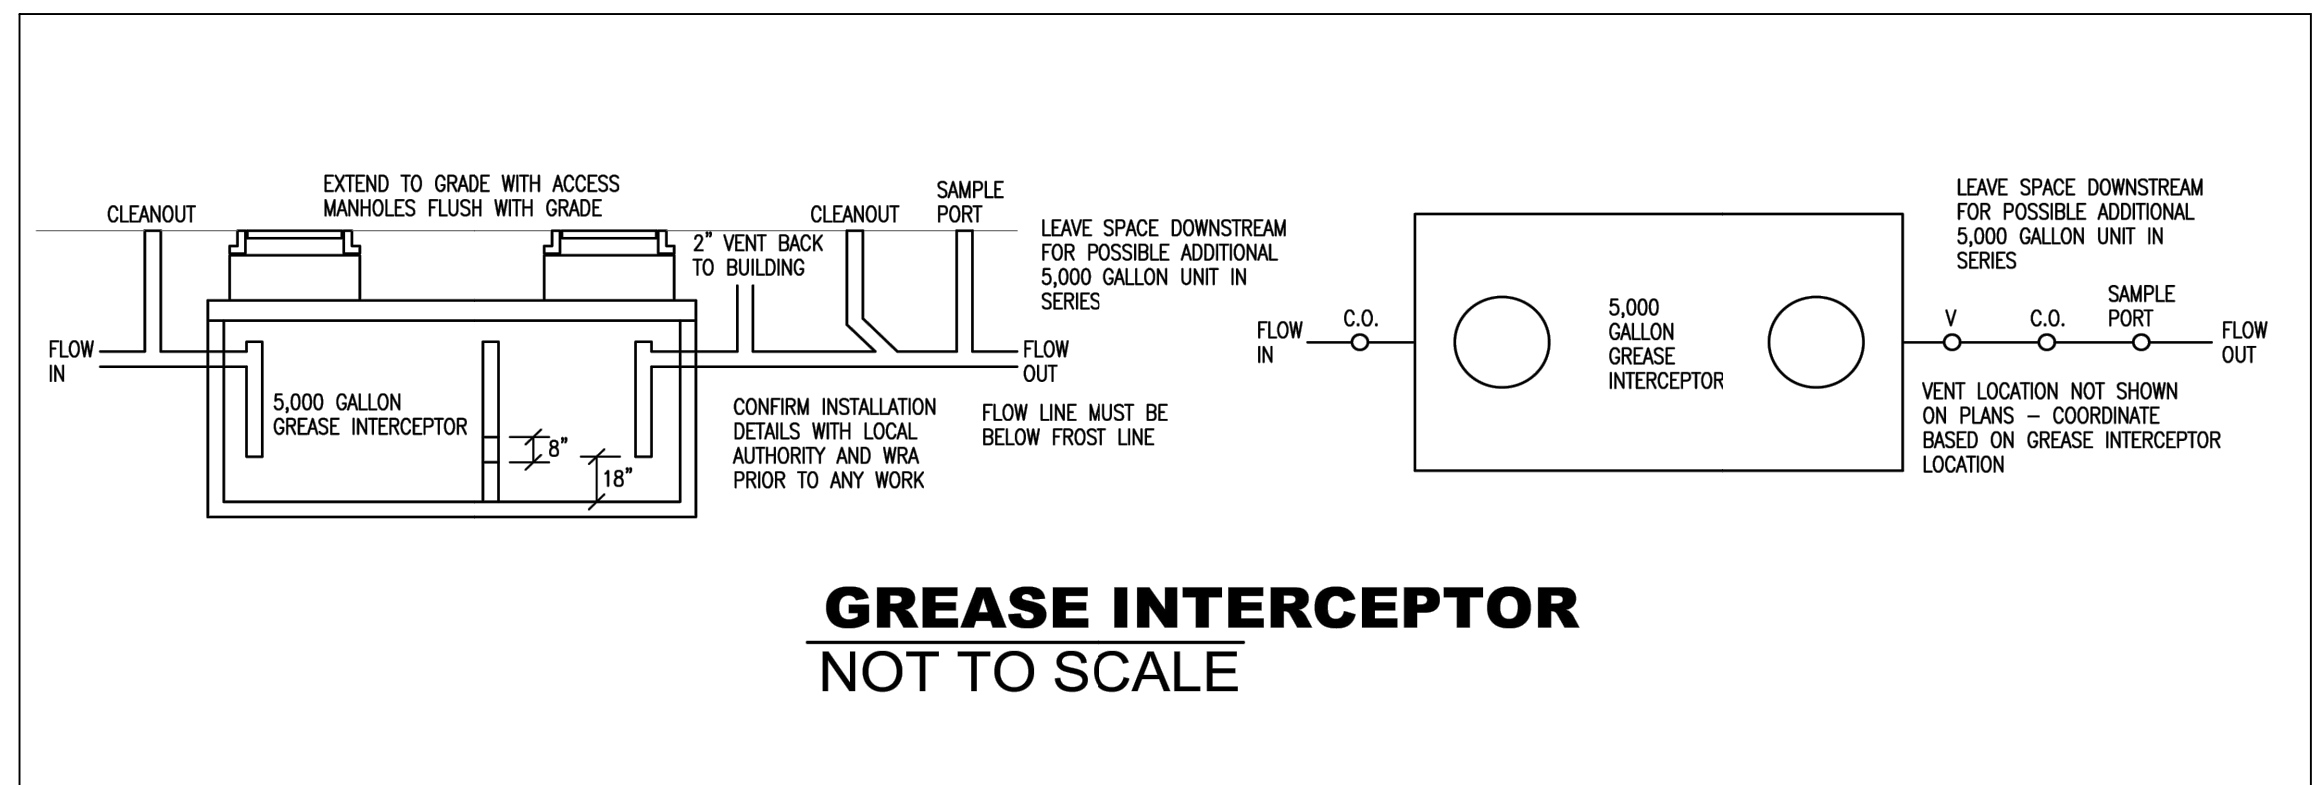 EXTEND TO GRADE WITH ACCESS
MANHOLES FLUSH WITH GRADE
CLEANOUT
CLEANOUT
SAMPLE
PORT
2" VENT BACK
TO BUILDING
LEAVE SPACE DOWNSTREAM
FOR POSSIBLE ADDITIONAL
5,000 GALLON UNIT IN
SERIES
FLOW
IN
5,000 GALLON
GREASE INTERCEPTOR
8"
18"
FLOW
OUT
CONFIRM INSTALLATION
DETAILS WITH LOCAL
AUTHORITY AND WRA
PRIOR TO ANY WORK
FLOW LINE MUST BE
BELOW FROST LINE
FLOW
IN
C.O.
5,000
GALLON
GREASE
INTERCEPTOR
LEAVE SPACE DOWNSTREAM
FOR POSSIBLE ADDITIONAL
5,000 GALLON UNIT IN
SERIES
V
C.O.
SAMPLE
PORT
FLOW
OUT
VENT LOCATION NOT SHOWN
ON PLANS – COORDINATE
BASED ON GREASE INTERCEPTOR
LOCATION
GREASE INTERCEPTOR
NOT TO SCALE